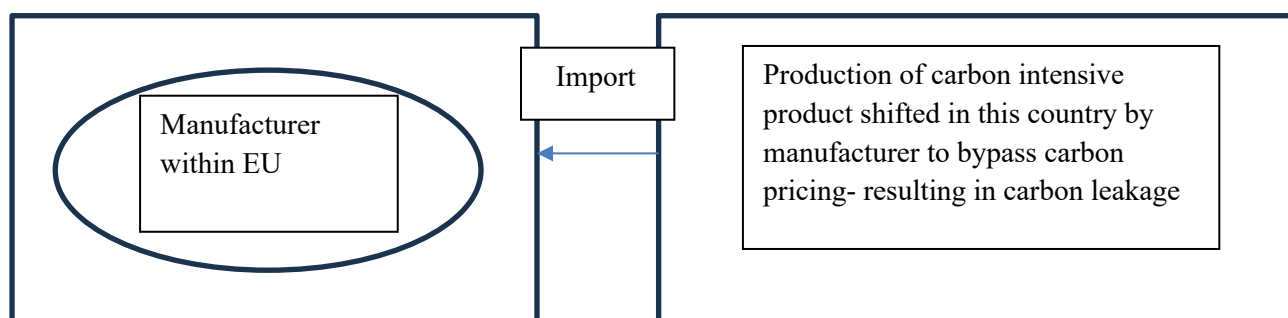 Manufacturer
within EU
Import
Production of carbon intensive
product shifted in this country by
manufacturer to bypass carbon
pricing- resulting in carbon leakage